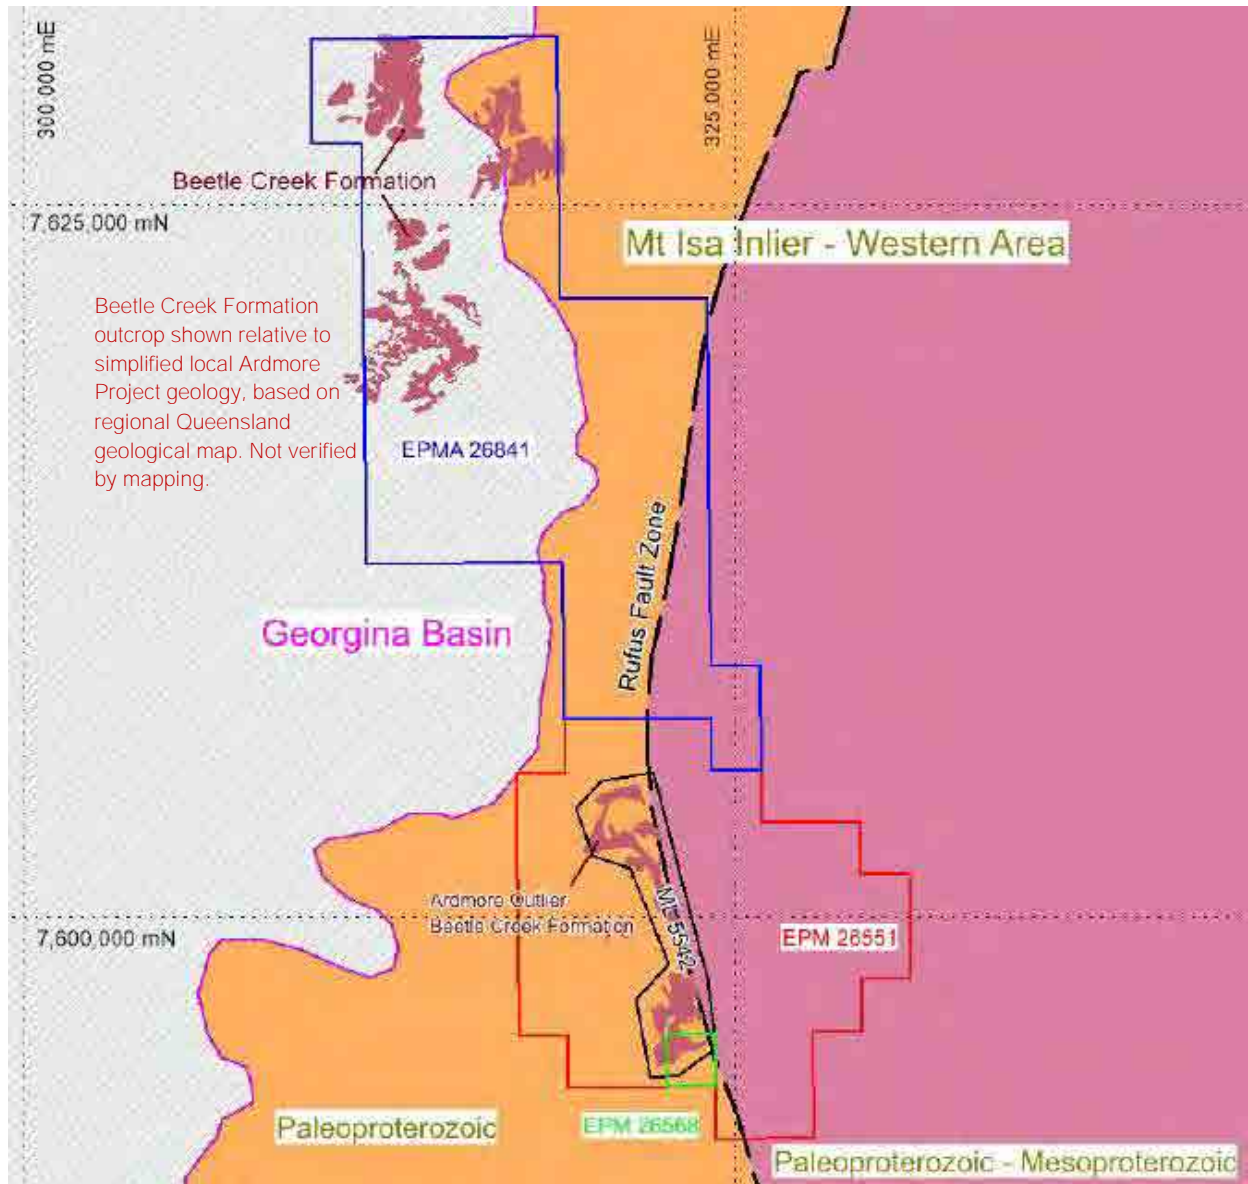 300,000 mE
325,000 mE
Beetle Creek Formation
7,625,000 mN
Mt Isa Inlier - Western Area
Beetle Creek Formation
outcrop shown relative to
simplified local Ardmore
Project geology, based on
regional Queensland
geological map. Not verified
by mapping.
EPMA 26841
Rufus Fault Zone
Georgina Basin
Ardmore Outlier
Beetle Creek Formation
ML 5542
7,600,000 mN
EPM 26551
Paleoproterozoic
EPM 26568
Paleoproterozoic - Mesoproterozoic